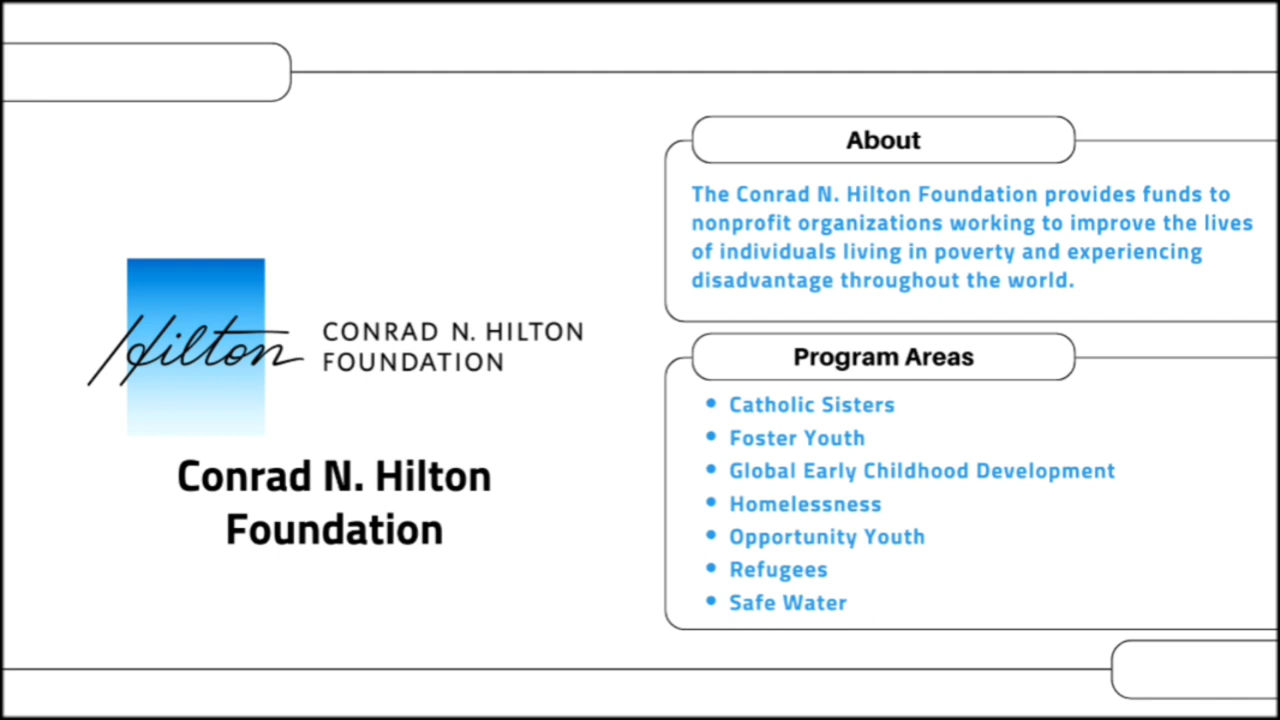 Hilton
CONRAD N. HILTON
FOUNDATION
Conrad N. Hilton
Foundation
About
The Conrad N. Hilton Foundation provides funds to
nonprofit organizations working to improve the lives
of individuals living in poverty and experiencing
disadvantage throughout the world.
Program Areas
• Catholic Sisters
• Foster Youth
• Global Early Childhood Development
• Homelessness
• Opportunity Youth
• Refugees
• Safe Water